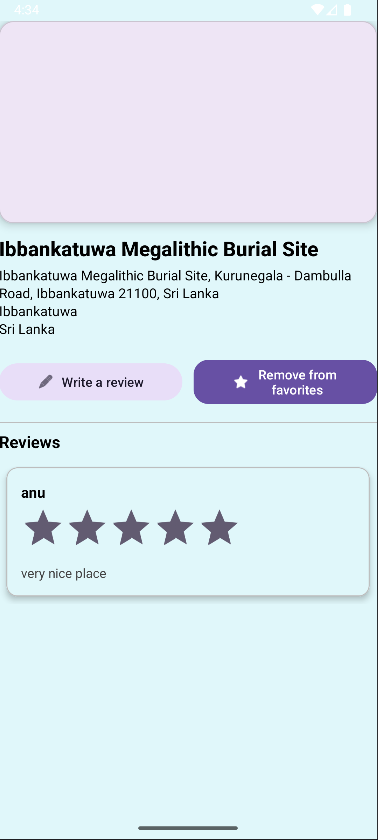 4:34
Ibbankatuwa Megalithic Burial Site
Ibbankatuwa Megalithic Burial Site, Kurunegala - Dambulla
Road, Ibbankatuwa 21100, Sri Lanka
Ibbankatuwa
Sri Lanka
Write a review
Remove from
favorites
Reviews
anu
very nice place